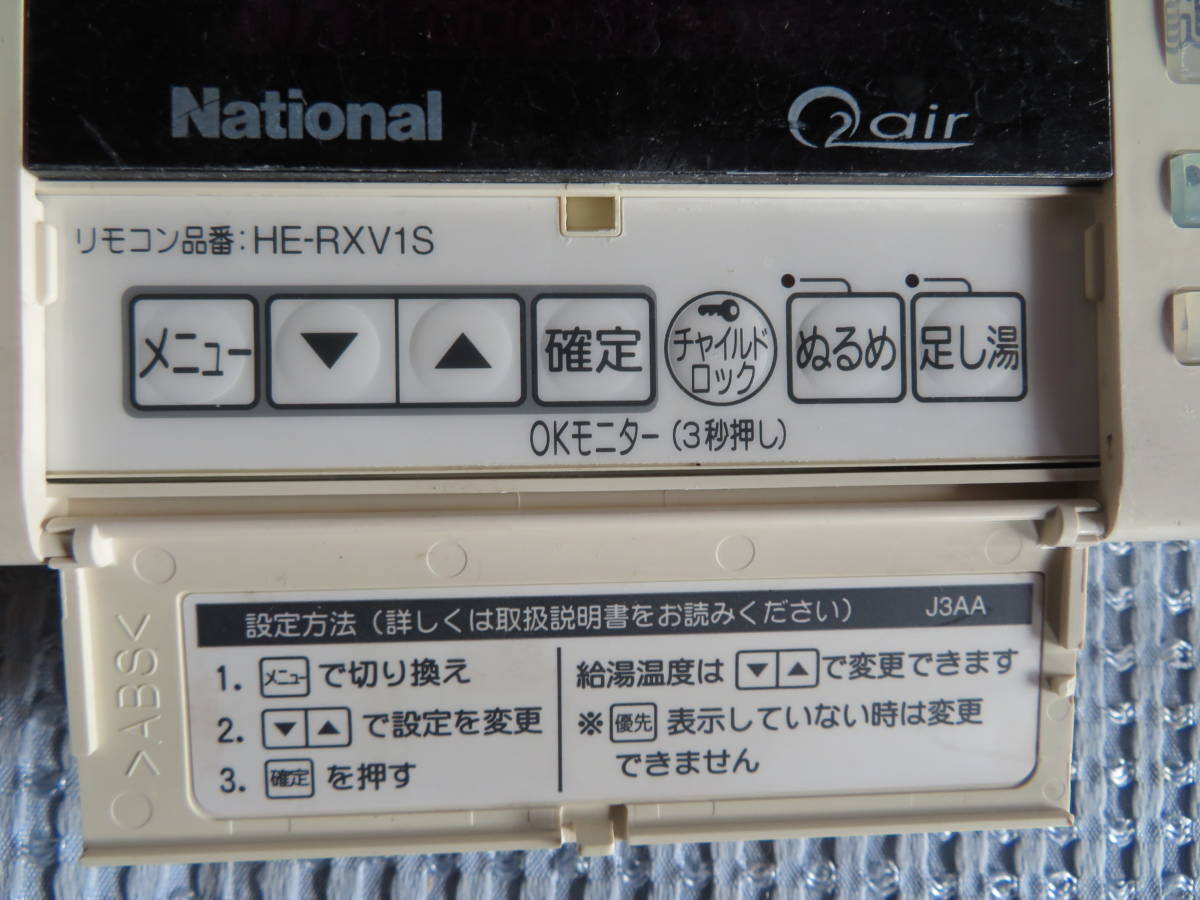 National
O2air
リモコン品番:HE-RXV1S
メニュー ▼ ▲ 確定 チャイルドロック ぬるめ 足し湯
OKモニター(3秒押し)
>ABS<
設定方法(詳しくは取扱説明書をお読みください) J3AA
1. メニュー で切り換え
2. ▼▲ で設定を変更
3. 確定 を押す
給湯温度は ▼▲ で変更できます
※ 優先 表示していない時は変更
できません